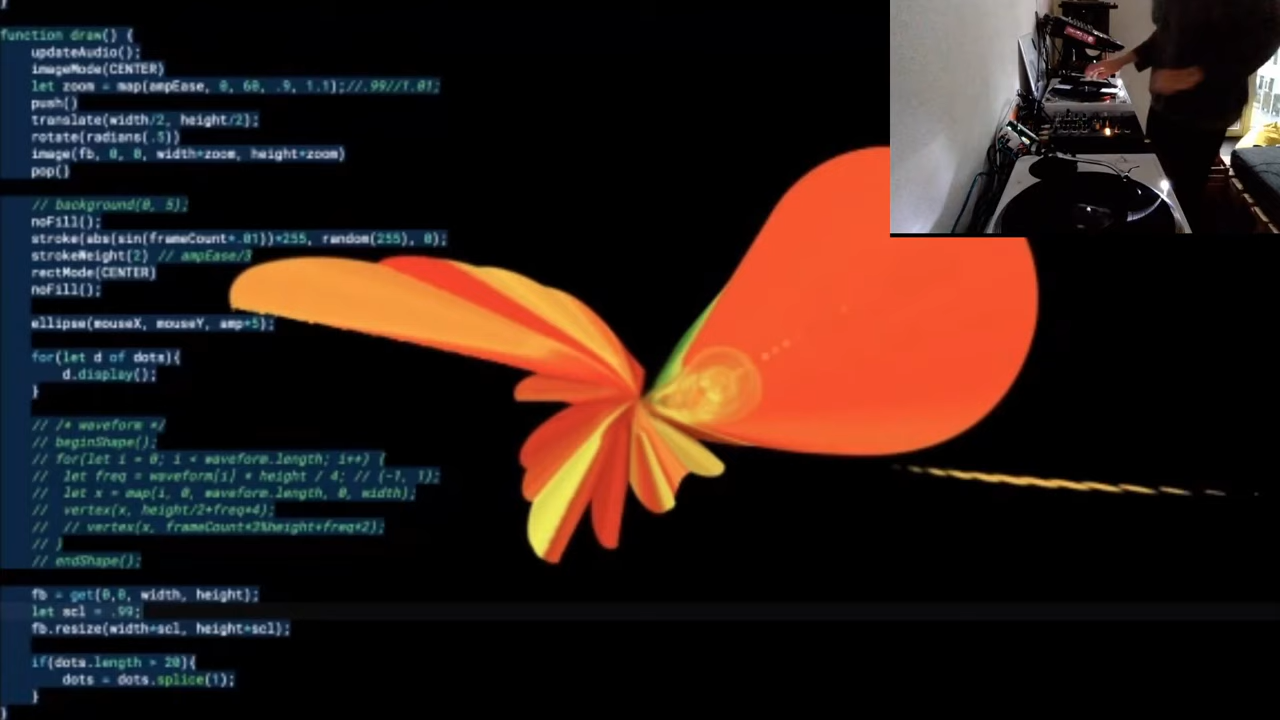 }
function draw() {
updateAudio();
imageMode(CENTER)
let zoom = map(ampEase, 0, 60, .9, 1.1);//.99//1.01;
push()
translate(width/2, height/2);
rotate(radians(.5))
image(fb, 0, 0, width*zoom, height*zoom)
pop()
// background(0, 5);
noFill();
stroke(abs(sin(frameCount*.01))*255, random(255), 0);
strokeWeight(2) // ampEase/3
rectMode(CENTER)
noFill();
ellipse(mouseX, mouseY, amp*5);
for(let d of dots){
d.display();
}
// /* waveform */
// beginShape();
// for(let i = 0; i < waveform.length; i++) {
//  let freq = waveform[i] * height / 4; // (-1, 1);
//  let x = map(i, 0, waveform.length, 0, width);
//  vertex(x, height/2+freq*4);
//  // vertex(x, frameCount*3%height+freq*2);
// }
// endShape();
fb = get(0,0, width, height);
let scl = .99;
fb.resize(width*scl, height*scl);
if(dots.length > 20){
dots = dots.splice(1);
}
}